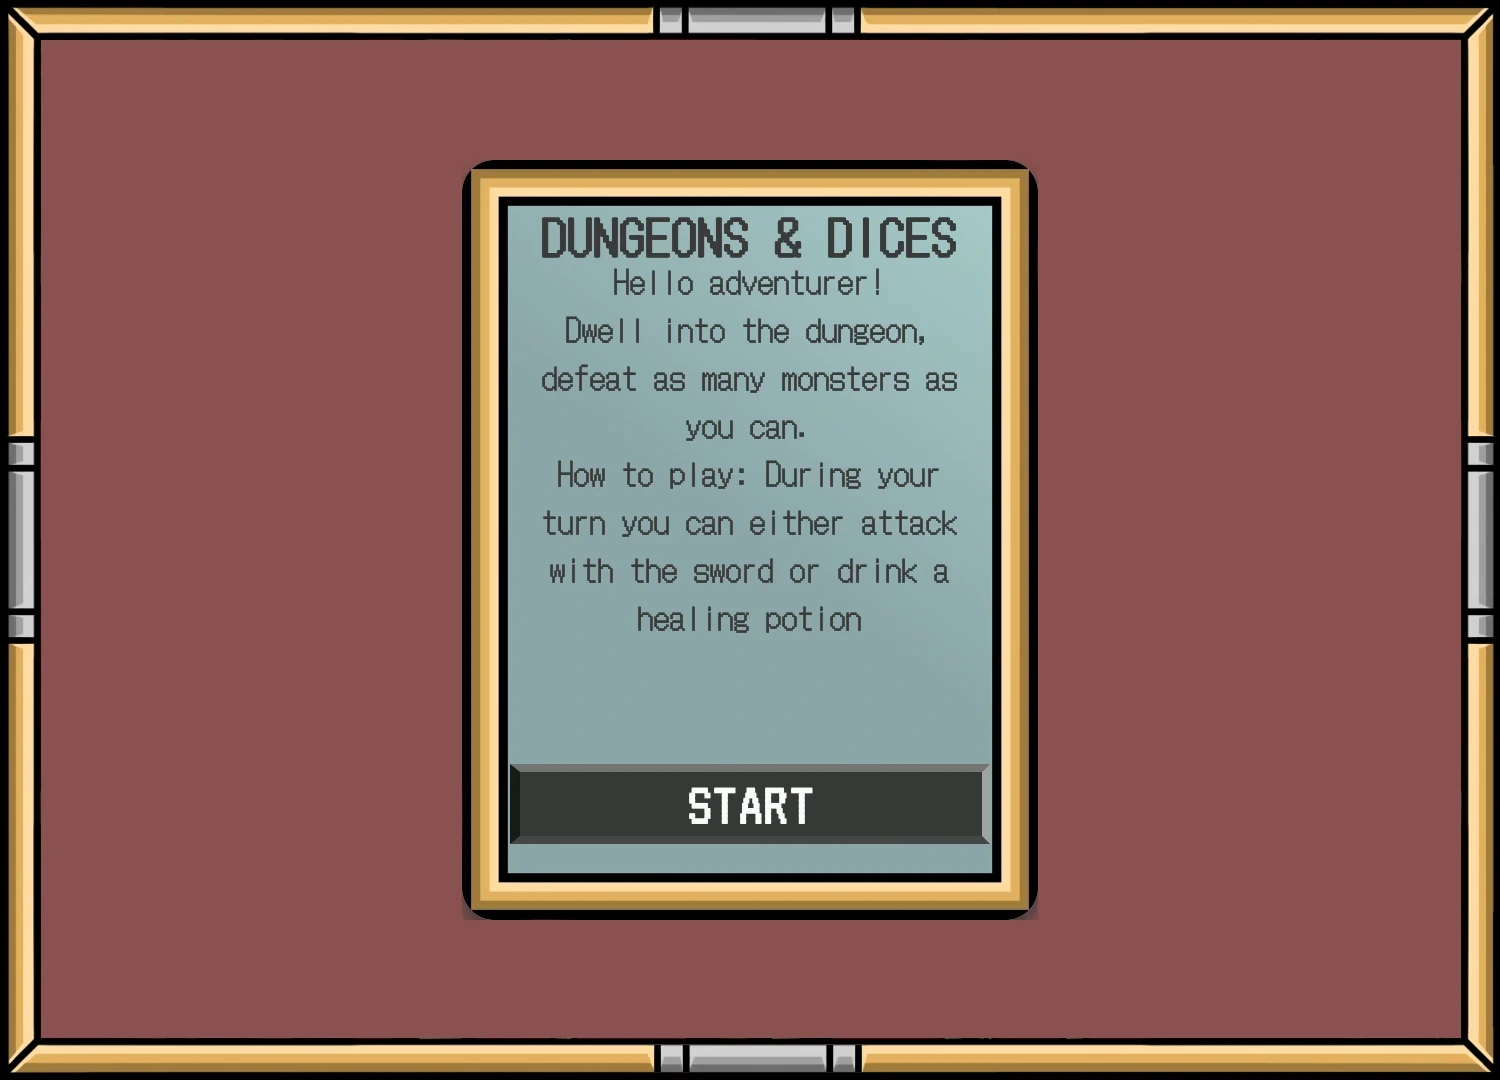 DUNGEONS & DICES
Hello adventurer!
Dwell into the dungeon,
defeat as many monsters as
you can.
How to play: During your
turn you can either attack
with the sword or drink a
healing potion
START